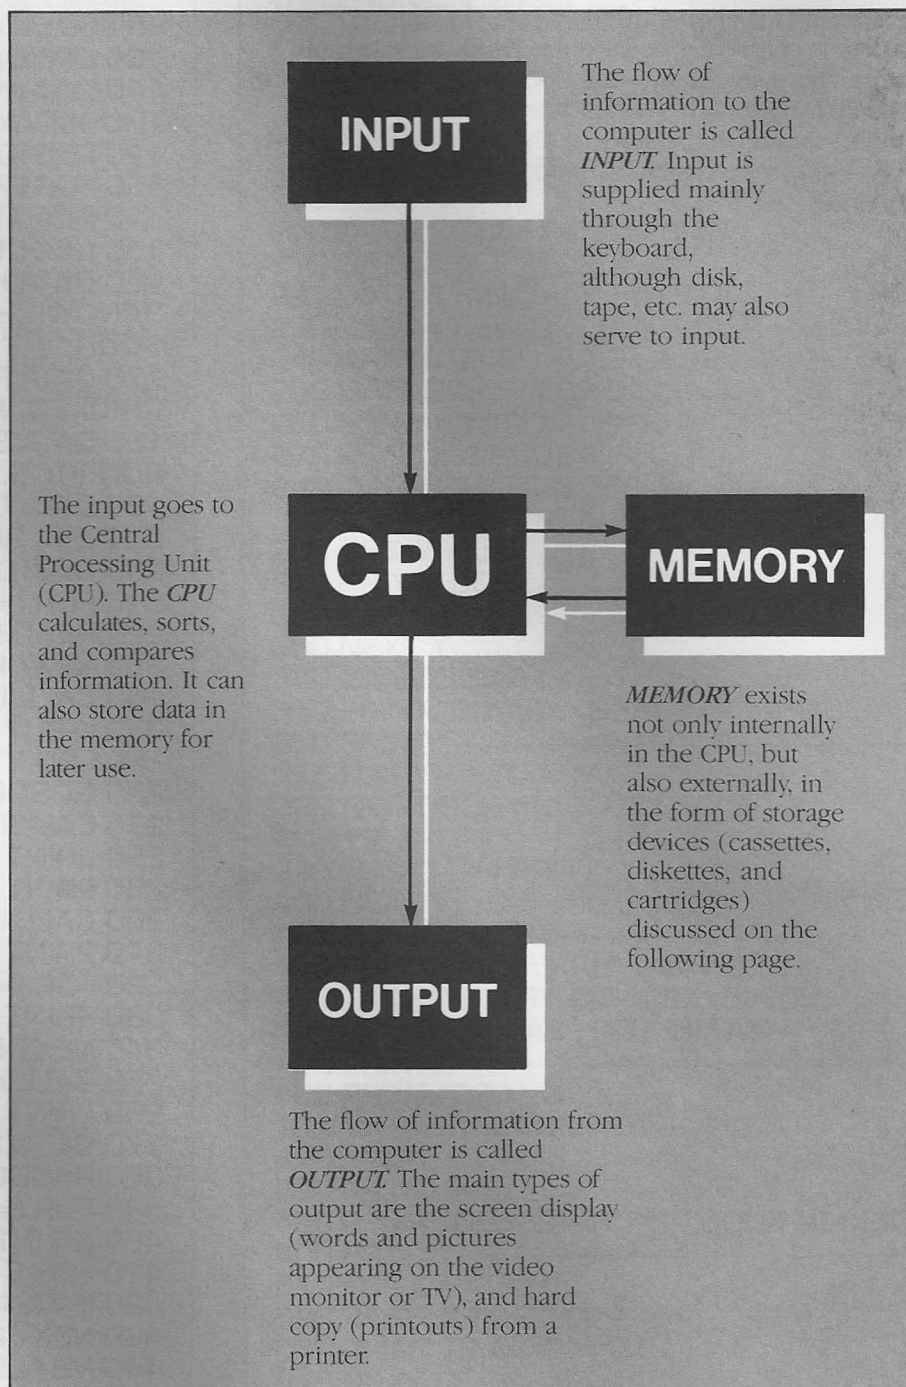 INPUT
The flow of
information to the
computer is called
INPUT. Input is
supplied mainly
through the
keyboard,
although disk,
tape, etc. may also
serve to input.
The input goes to
the Central
Processing Unit
(CPU). The CPU
calculates, sorts,
and compares
information. It can
also store data in
the memory for
later use.
CPU
MEMORY
MEMORY exists
not only internally
in the CPU, but
also externally, in
the form of storage
devices (cassettes,
diskettes, and
cartridges)
discussed on the
following page.
OUTPUT
The flow of information from
the computer is called
OUTPUT. The main types of
output are the screen display
(words and pictures
appearing on the video
monitor or TV), and hard
copy (printouts) from a
printer.